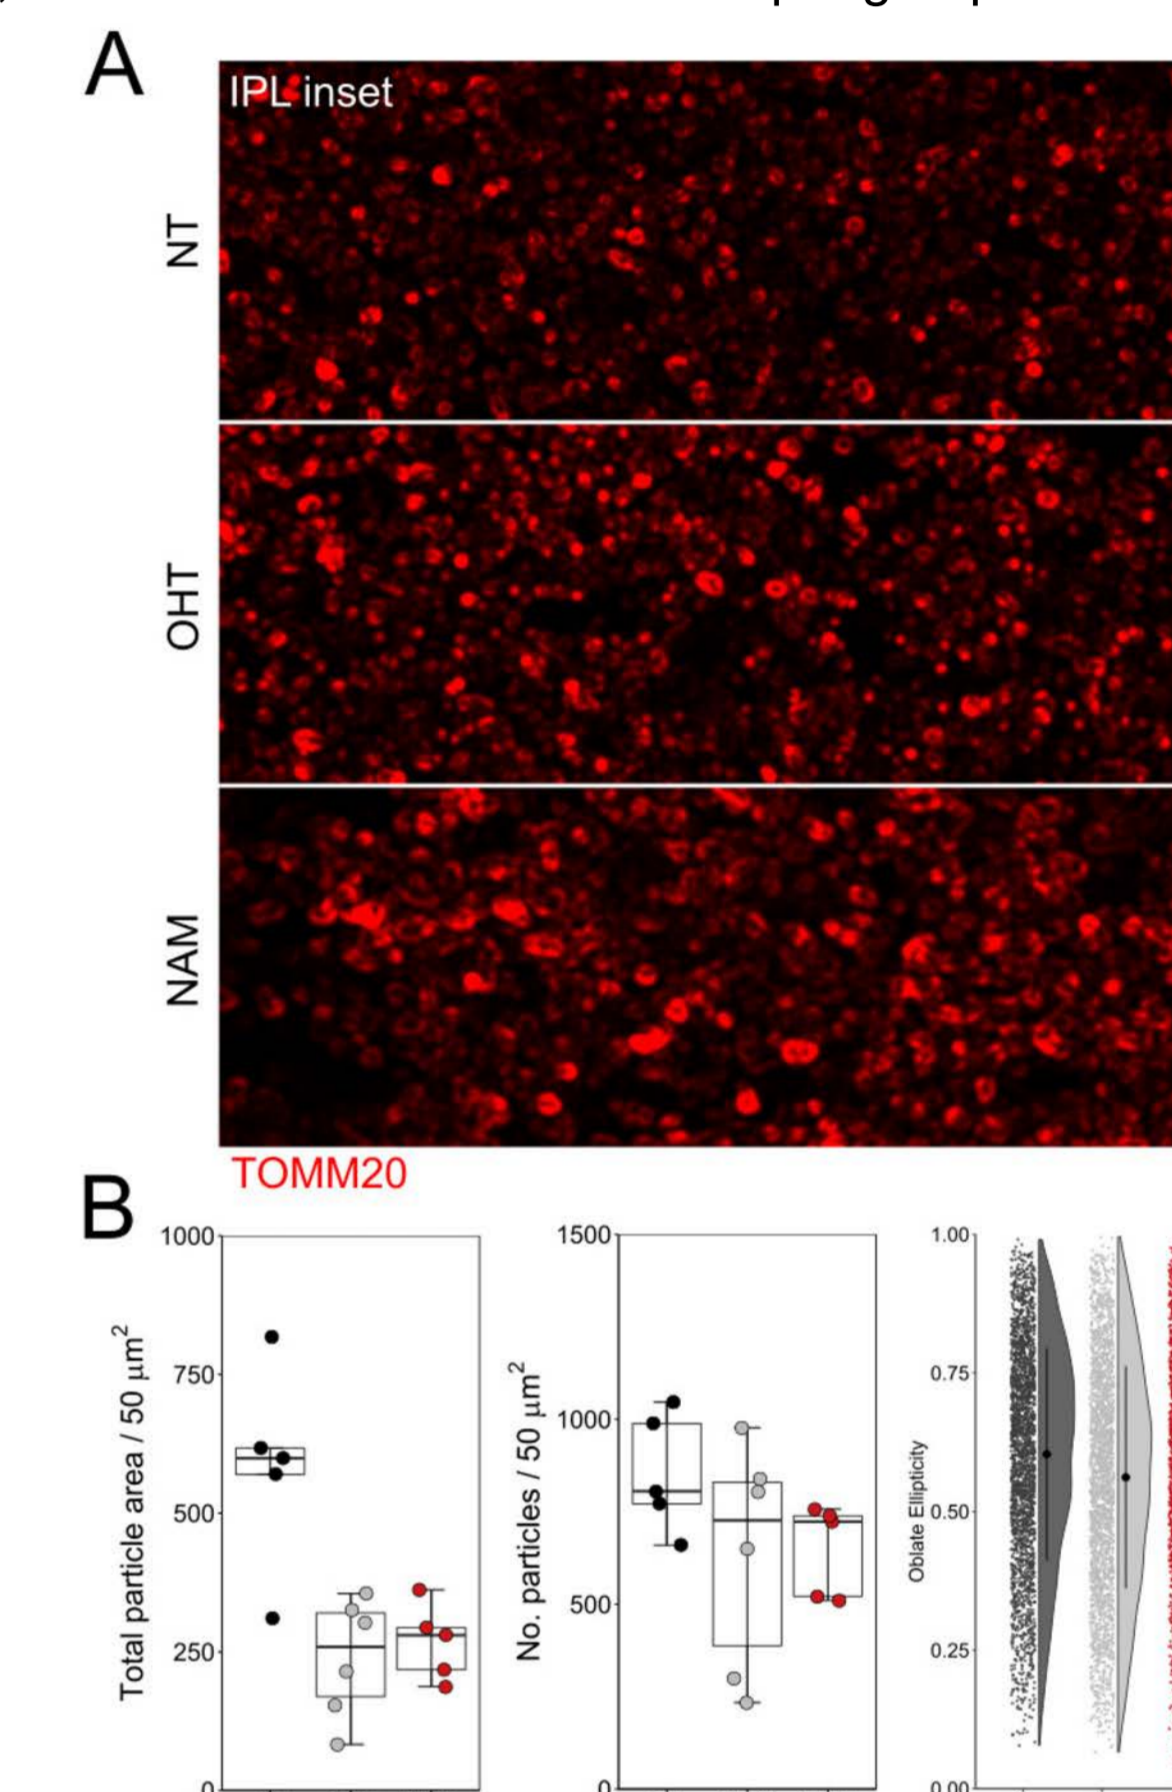 A
IPL inset
NT
OHT
NAM
TOMM20
B
Total particle area / 50 µm²
1000
750
500
250
0
No. particles / 50 µm²
1500
1000
500
0
Oblate Ellipticity
1.00
0.75
0.50
0.25
0.00